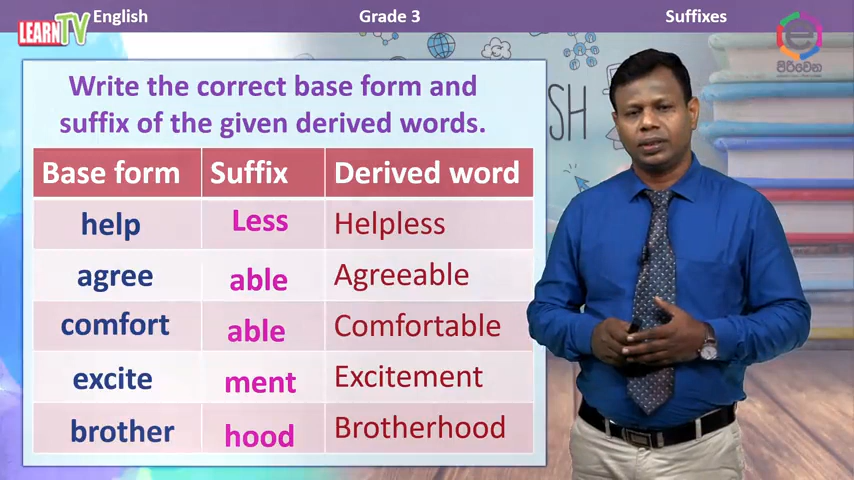 LEARN TV
English
Grade 3
Suffixes
e
පිරිවෙන
SH
Write the correct base form and
suffix of the given derived words.
Base form Suffix Derived word
help Less Helpless
agree able Agreeable
comfort able Comfortable
excite ment Excitement
brother hood Brotherhood